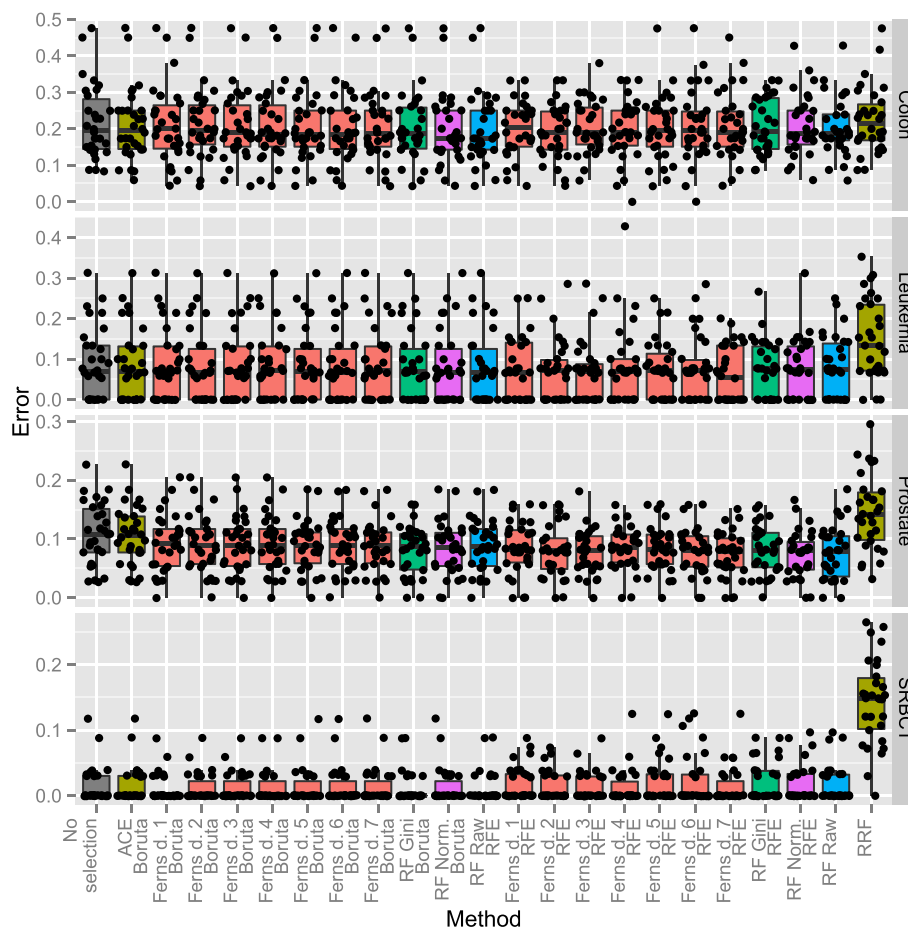 0.5
0.4
0.3
0.2
0.1
0.0
Colon
0.4
0.3
0.2
0.1
0.0
Leukemia
0.3
0.2
0.1
0.0
Prostate
0.2
0.1
0.0
SRBCT
Error
No
selection
ACE
Boruta
Ferns d. 1
Boruta
Ferns d. 2
Boruta
Ferns d. 3
Boruta
Ferns d. 4
Boruta
Ferns d. 5
Boruta
Ferns d. 6
Boruta
Ferns d. 7
Boruta
RF Gini
Boruta
RF Norm.
Boruta
RF Raw
RFE
Ferns d. 1
RFE
Ferns d. 2
RFE
Ferns d. 3
RFE
Ferns d. 4
RFE
Ferns d. 5
RFE
Ferns d. 6
RFE
Ferns d. 7
RFE
RF Gini
RFE
RF Norm.
RFE
RF Raw
RRF
Method